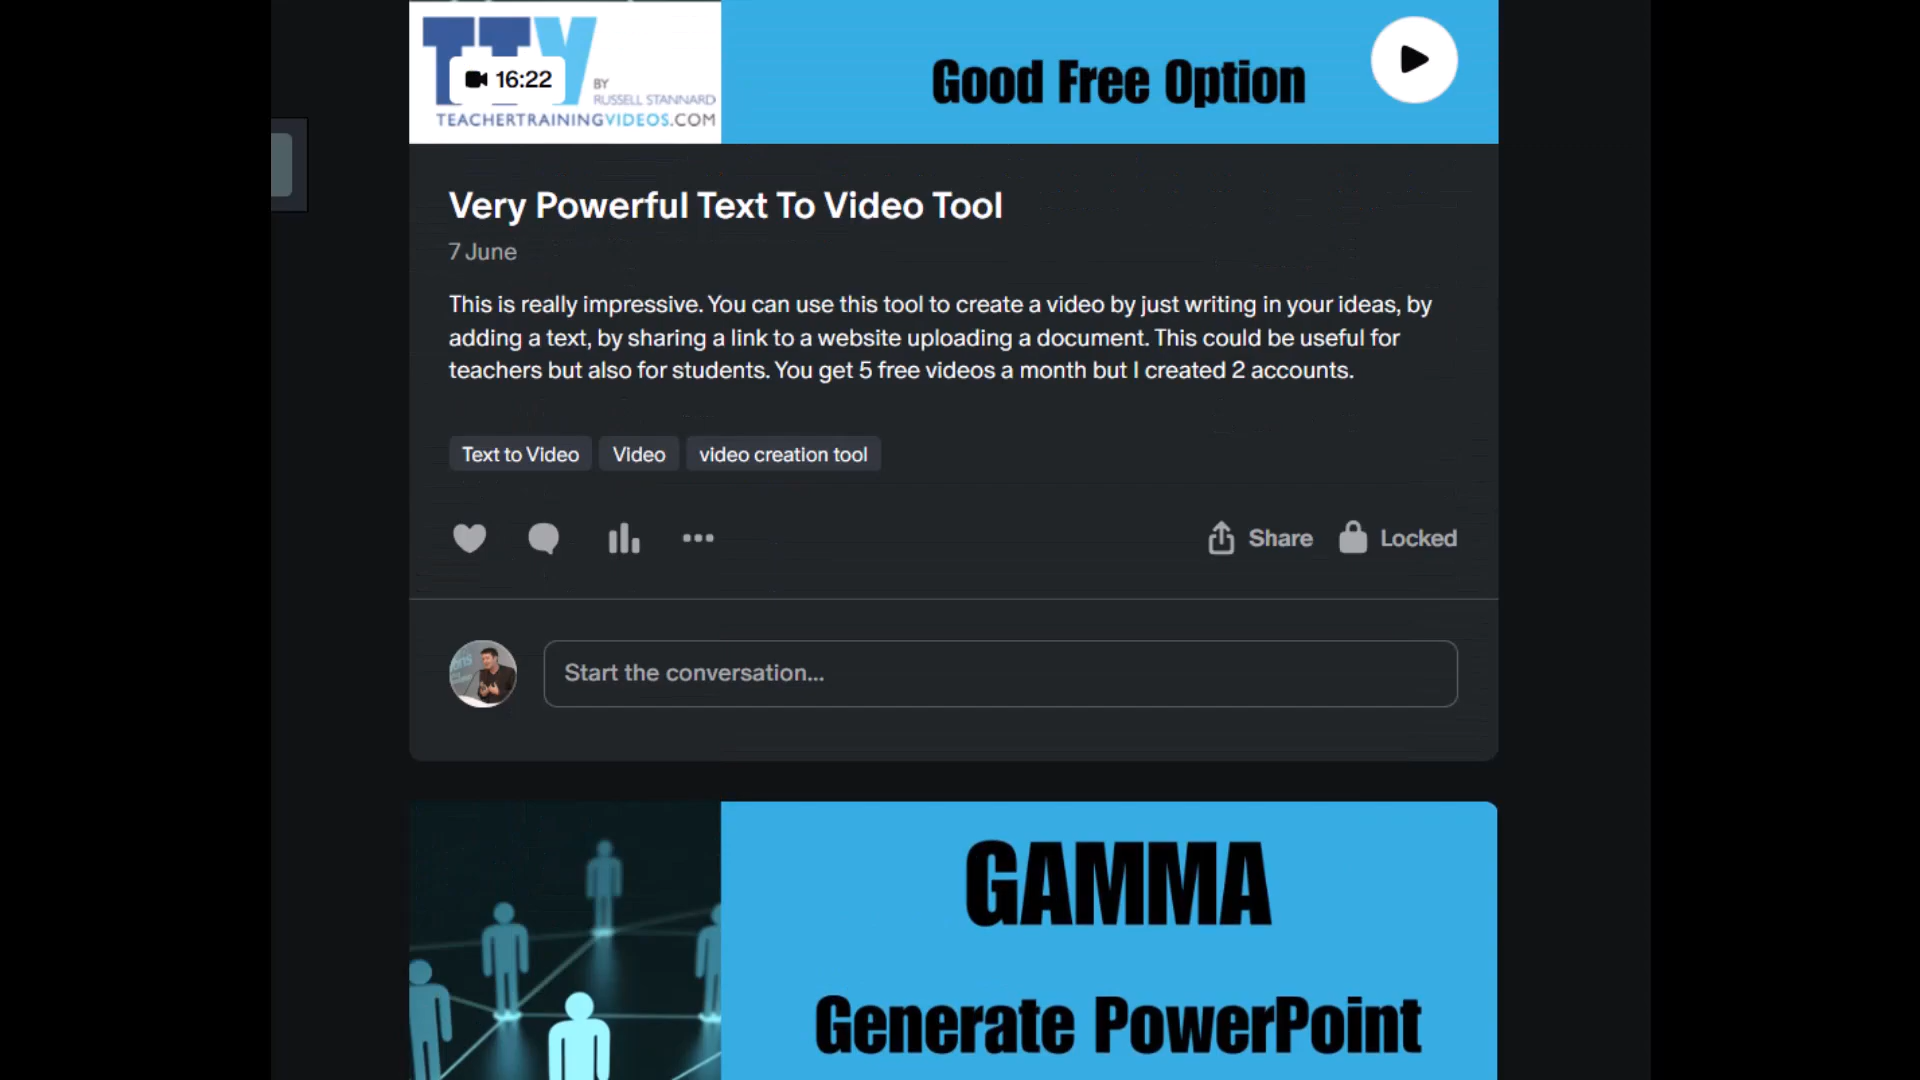 TTV
16:22
BY
RUSSELL STANNARD
TEACHERTRAININGVIDEOS.COM
Good Free Option
Very Powerful Text To Video Tool
7 June
This is really impressive. You can use this tool to create a video by just writing in your ideas, by
adding a text, by sharing a link to a website uploading a document. This could be useful for
teachers but also for students. You get 5 free videos a month but I created 2 accounts.
Text to Video Video video creation tool
Share Locked
Start the conversation...
GAMMA
Generate PowerPoint